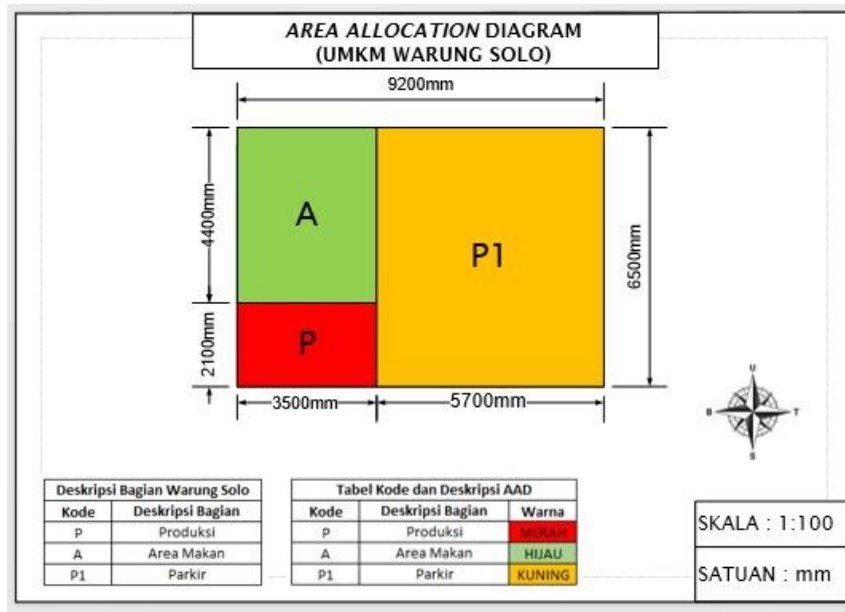 AREA ALLOCATION DIAGRAM
(UMKM WARUNG SOLO)
9200mm
4400mm
A
P1
6500mm
2100mm
P
3500mm
5700mm
U
B
T
S
Deskripsi Bagian Warung Solo
Kode Deskripsi Bagian
P Produksi
A Area Makan
P1 Parkir
Tabel Kode dan Deskripsi AAD
Kode Deskripsi Bagian Warna
P Produksi MERAH
A Area Makan HIJAU
P1 Parkir KUNING
SKALA : 1:100
SATUAN : mm